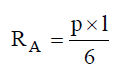 R_A = (p×l)/6